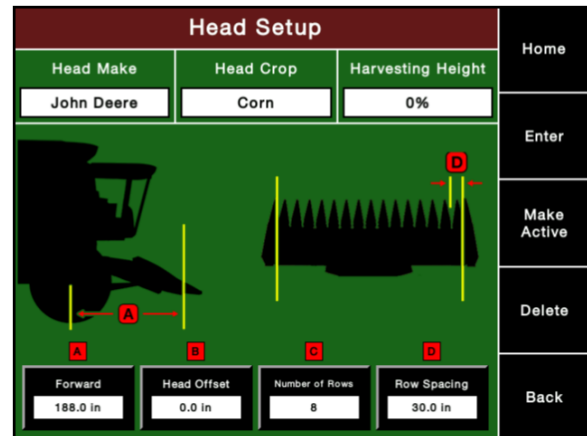 Head Setup
Head Make
Head Crop
Harvesting Height
John Deere
Corn
0%
D
A
A
B
C
D
Forward
Head Offset
Number of Rows
Row Spacing
188.0 in
0.0 in
8
30.0 in
Home
Enter
Make
Active
Delete
Back